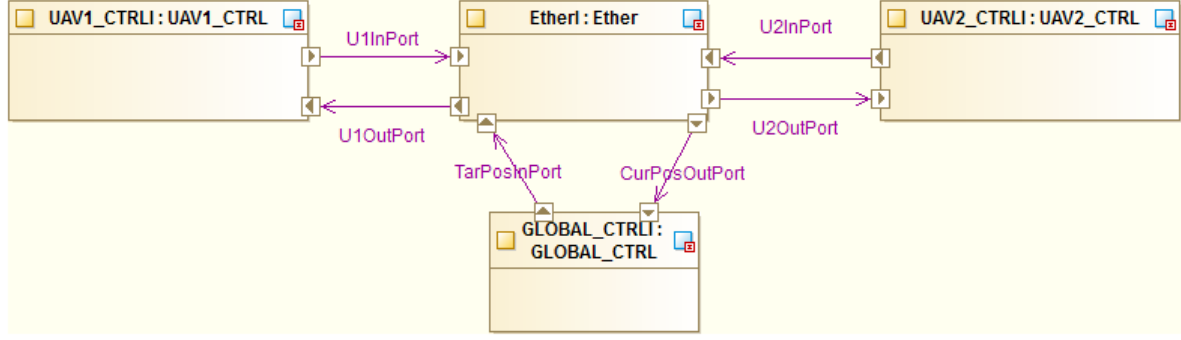 UAV1_CTRLI : UAV1_CTRL
EtherI : Ether
UAV2_CTRLI : UAV2_CTRL
U1InPort
U2InPort
U1OutPort
U2OutPort
TarPosInPort
CurPosOutPort
GLOBAL_CTRLI :
GLOBAL_CTRL